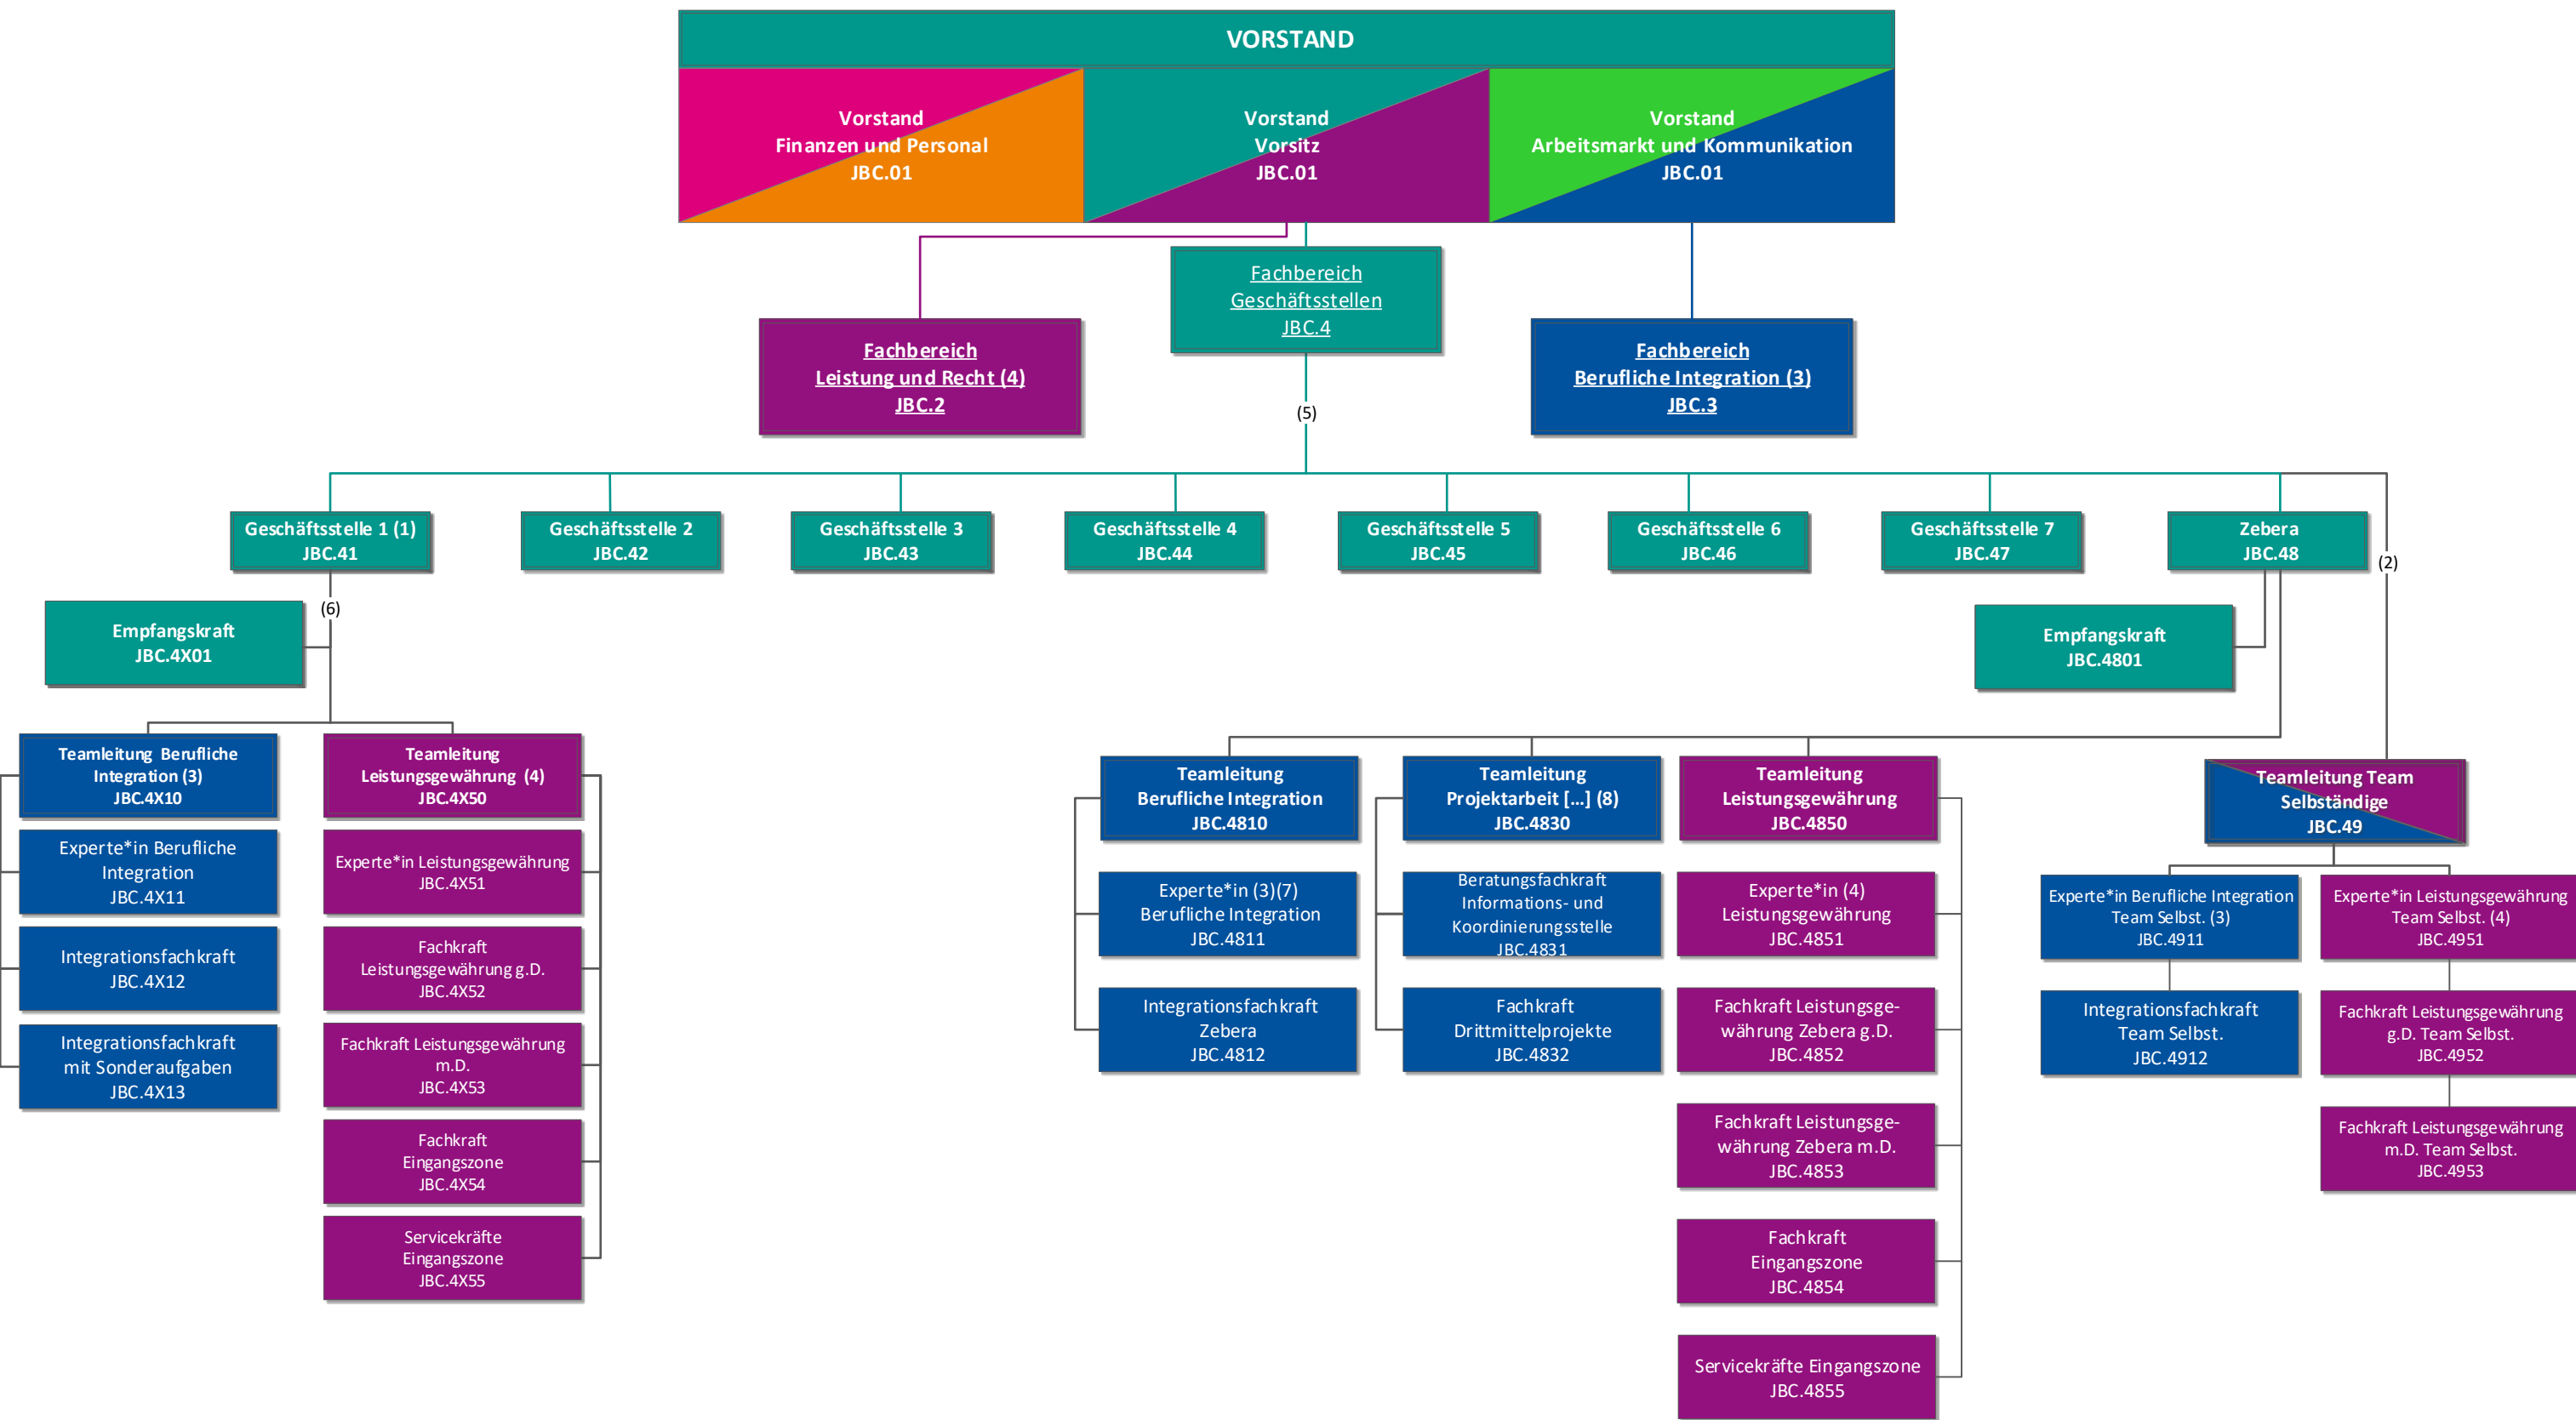 VORSTAND
Vorstand
Finanzen und Personal
JBC.01
Vorstand
Vorsitz
JBC.01
Vorstand
Arbeitsmarkt und Kommunikation
JBC.01
Fachbereich
Geschäftsstellen
JBC.4
Fachbereich
Leistung und Recht (4)
JBC.2
Fachbereich
Berufliche Integration (3)
JBC.3
(5)
Geschäftsstelle 1 (1)
JBC.41
Geschäftsstelle 2
JBC.42
Geschäftsstelle 3
JBC.43
Geschäftsstelle 4
JBC.44
Geschäftsstelle 5
JBC.45
Geschäftsstelle 6
JBC.46
Geschäftsstelle 7
JBC.47
Zebera
JBC.48
(2)
(6)
Empfangskraft
JBC.4X01
Empfangskraft
JBC.4801
Teamleitung Berufliche
Integration (3)
JBC.4X10
Experte*in Berufliche
Integration
JBC.4X11
Integrationsfachkraft
JBC.4X12
Integrationsfachkraft
mit Sonderaufgaben
JBC.4X13
Teamleitung
Leistungsgewährung (4)
JBC.4X50
Experte*in Leistungsgewährung
JBC.4X51
Fachkraft
Leistungsgewährung g.D.
JBC.4X52
Fachkraft Leistungsgewährung
m.D.
JBC.4X53
Fachkraft
Eingangszone
JBC.4X54
Servicekräfte
Eingangszone
JBC.4X55
Teamleitung
Berufliche Integration
JBC.4810
Experte*in (3)(7)
Berufliche Integration
JBC.4811
Integrationsfachkraft
Zebera
JBC.4812
Teamleitung
Projektarbeit [...] (8)
JBC.4830
Beratungsfachkraft
Informations- und
Koordinierungsstelle
JBC.4831
Fachkraft
Drittmittelprojekte
JBC.4832
Teamleitung
Leistungsgewährung
JBC.4850
Experte*in (4)
Leistungsgewährung
JBC.4851
Fachkraft Leistungsge-
währung Zebera g.D.
JBC.4852
Fachkraft Leistungsge-
währung Zebera m.D.
JBC.4853
Fachkraft
Eingangszone
JBC.4854
Servicekräfte Eingangszone
JBC.4855
Teamleitung Team
Selbständige
JBC.49
Experte*in Berufliche Integration
Team Selbst. (3)
JBC.4911
Integrationsfachkraft
Team Selbst.
JBC.4912
Experte*in Leistungsgewährung
Team Selbst. (4)
JBC.4951
Fachkraft Leistungsgewährung
g.D. Team Selbst.
JBC.4952
Fachkraft Leistungsgewährung
m.D. Team Selbst.
JBC.4953